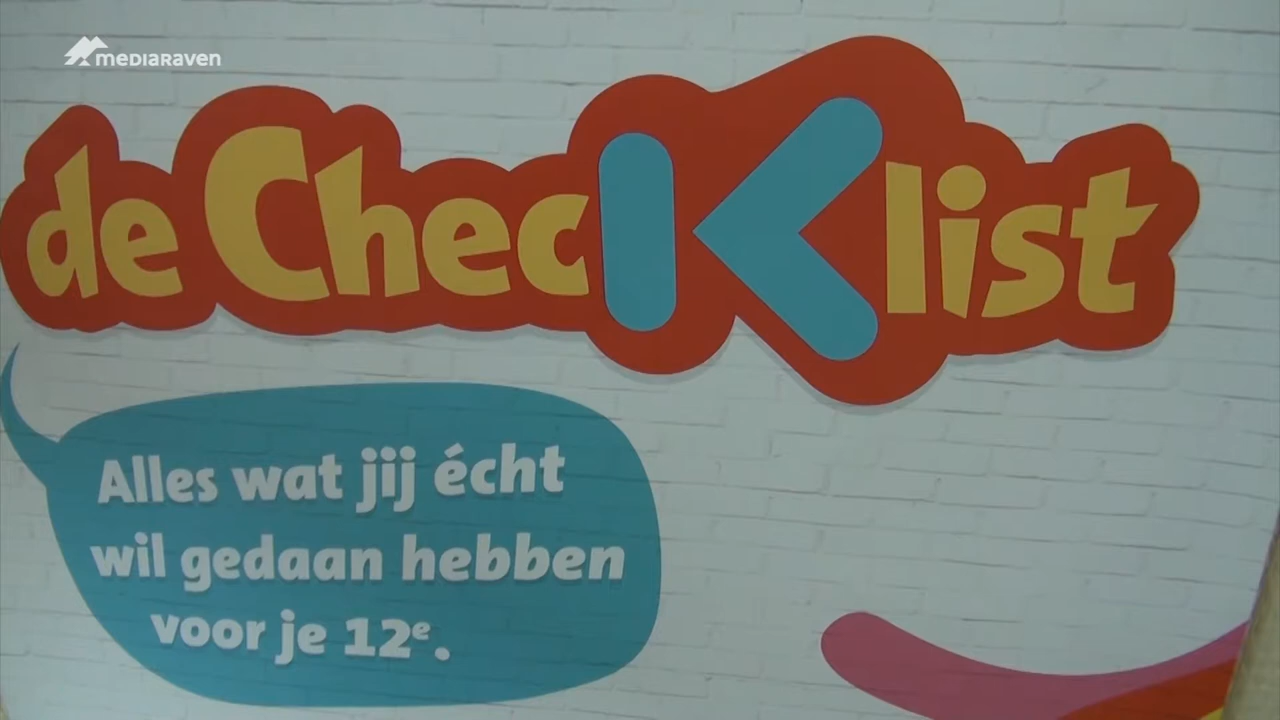 mediaraven
de CheckList
Alles wat jij écht
wil gedaan hebben
voor je 12e.